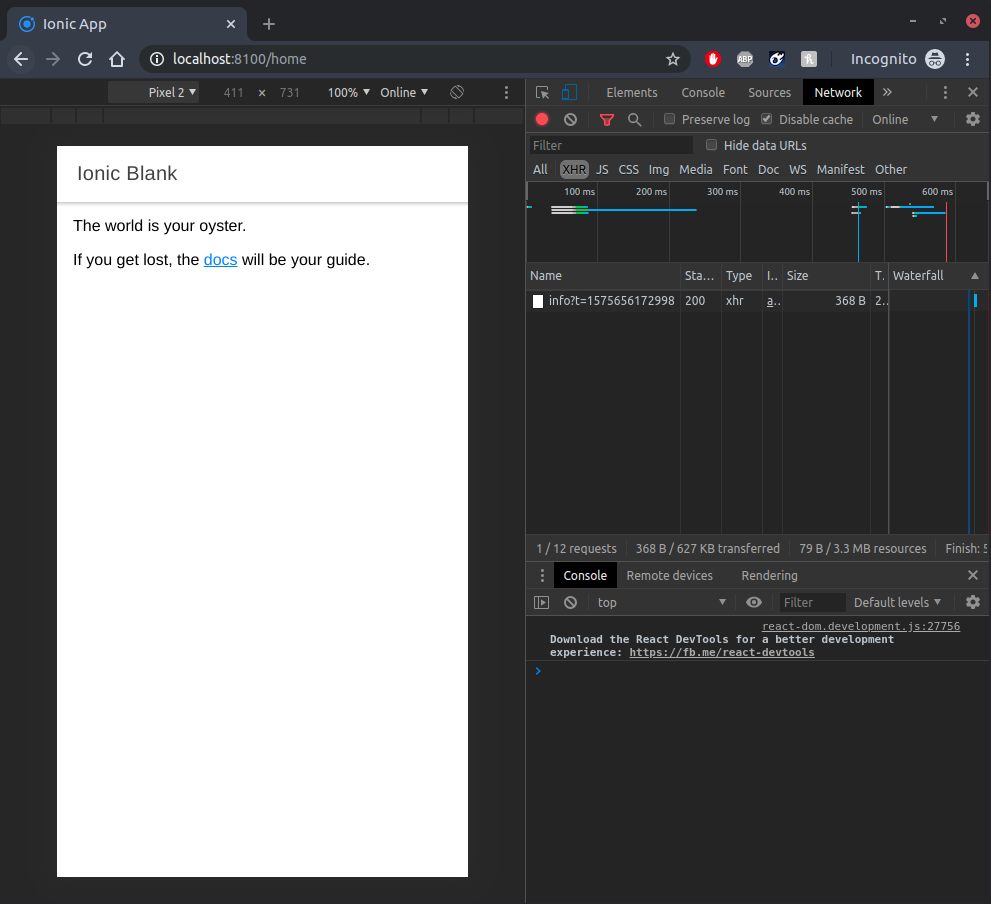 Ionic App
localhost:8100/home
ABP
Incognito
Pixel 2
411 × 731
100%
Online
Ionic Blank
The world is your oyster.
If you get lost, the docs will be your guide.
Elements
Console
Sources
Network
Preserve log
Disable cache
Online
Filter
Hide data URLs
All
XHR
JS
CSS
Img
Media
Font
Doc
WS
Manifest
Other
100 ms
200 ms
300 ms
400 ms
500 ms
600 ms
Name
Sta...
Type
I..
Size
T.
Waterfall
info?t=1575656172998
200
xhr
a..
368 B
2..
1 / 12 requests
368 B / 627 KB transferred
79 B / 3.3 MB resources
Finish: 5
Console
Remote devices
Rendering
top
Filter
Default levels
react-dom.development.js:27756
Download the React DevTools for a better development
experience: https://fb.me/react-devtools